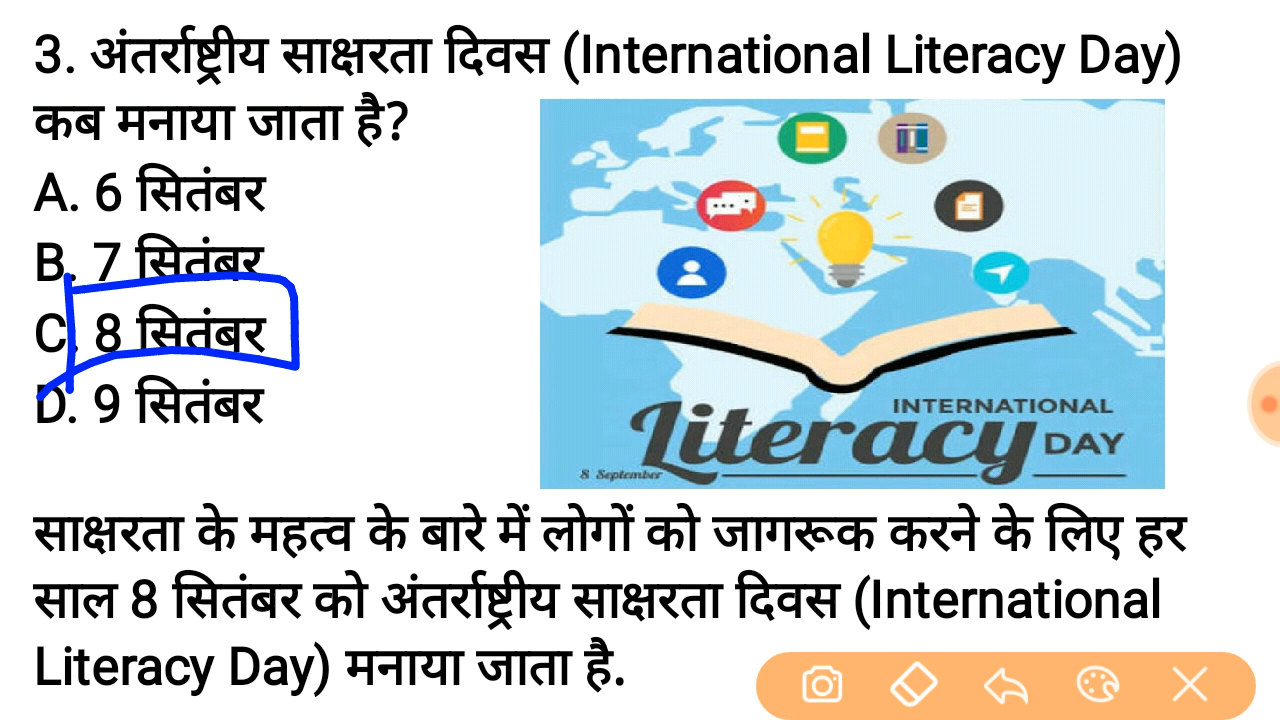 3. अंतर्राष्ट्रीय साक्षरता दिवस (International Literacy Day)
कब मनाया जाता है?
A. 6 सितंबर
B. 7 सितंबर
C. 8 सितंबर
D. 9 सितंबर
INTERNATIONAL
Literacy DAY
8 September
साक्षरता के महत्व के बारे में लोगों को जागरूक करने के लिए हर
साल 8 सितंबर को अंतर्राष्ट्रीय साक्षरता दिवस (International
Literacy Day) मनाया जाता है.